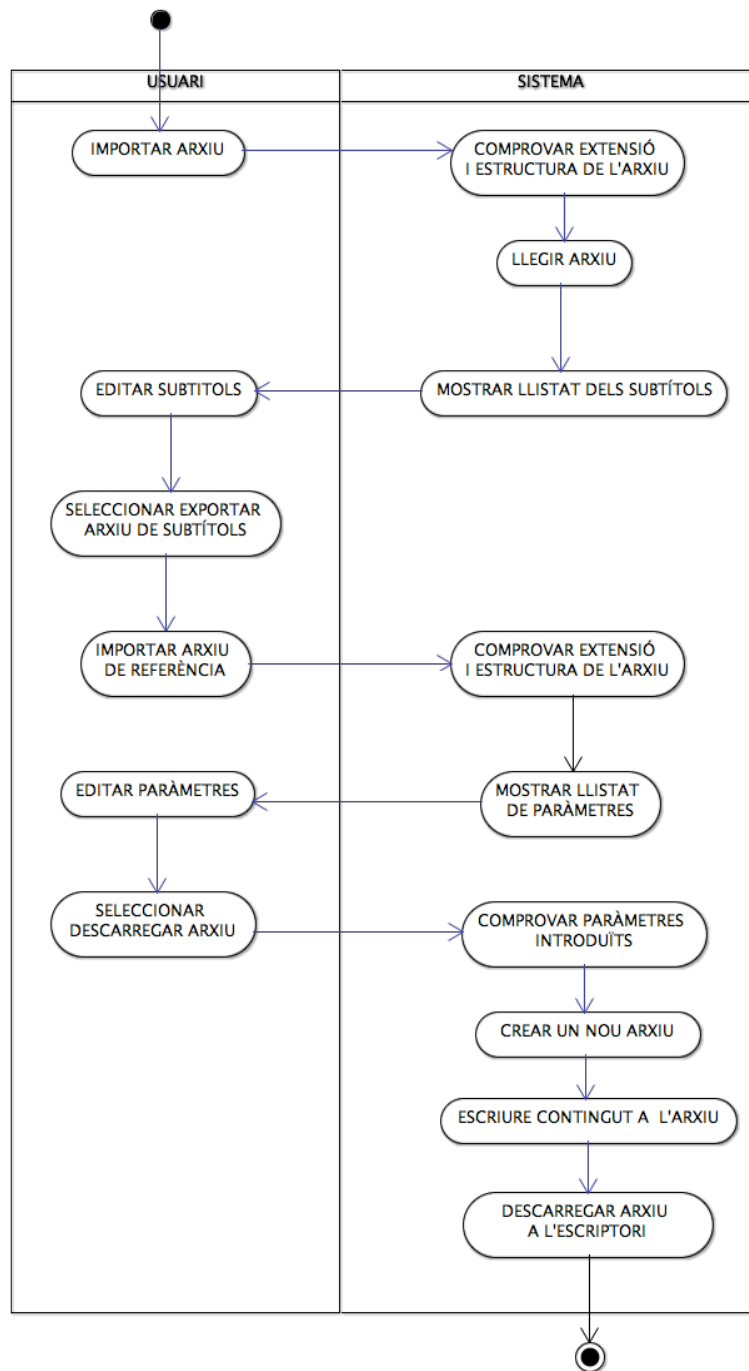 USUARI
SISTEMA
IMPORTAR ARXIU
COMPROVAR EXTENSIÓ
I ESTRUCTURA DE L'ARXIU
LLEGIR ARXIU
EDITAR SUBTITOLS
MOSTRAR LLISTAT DELS SUBTÍTOLS
SELECCIONAR EXPORTAR
ARXIU DE SUBTÍTOLS
IMPORTAR ARXIU
DE REFERÈNCIA
COMPROVAR EXTENSIÓ
I ESTRUCTURA DE L'ARXIU
EDITAR PARÀMETRES
MOSTRAR LLISTAT
DE PARÀMETRES
SELECCIONAR
DESCARREGAR ARXIU
COMPROVAR PARÀMETRES
INTRODUÏTS
CREAR UN NOU ARXIU
ESCRIURE CONTINGUT A  L'ARXIU
DESCARREGAR ARXIU
A L'ESCRIPTORI